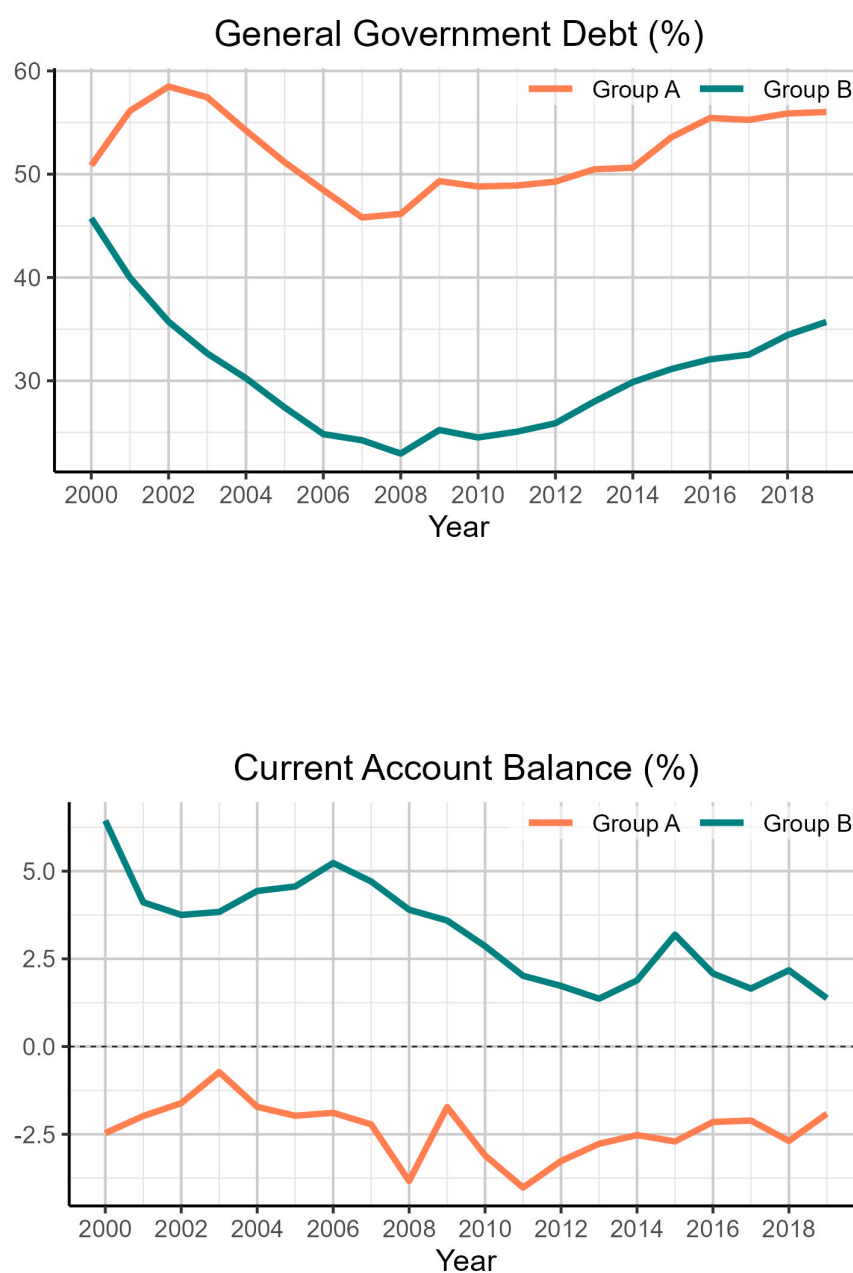 General Government Debt (%)
60
Group A Group B
50
40
30
2000 2002 2004 2006 2008 2010 2012 2014 2016 2018
Year
Current Account Balance (%)
Group A Group B
5.0
2.5
0.0
-2.5
2000 2002 2004 2006 2008 2010 2012 2014 2016 2018
Year